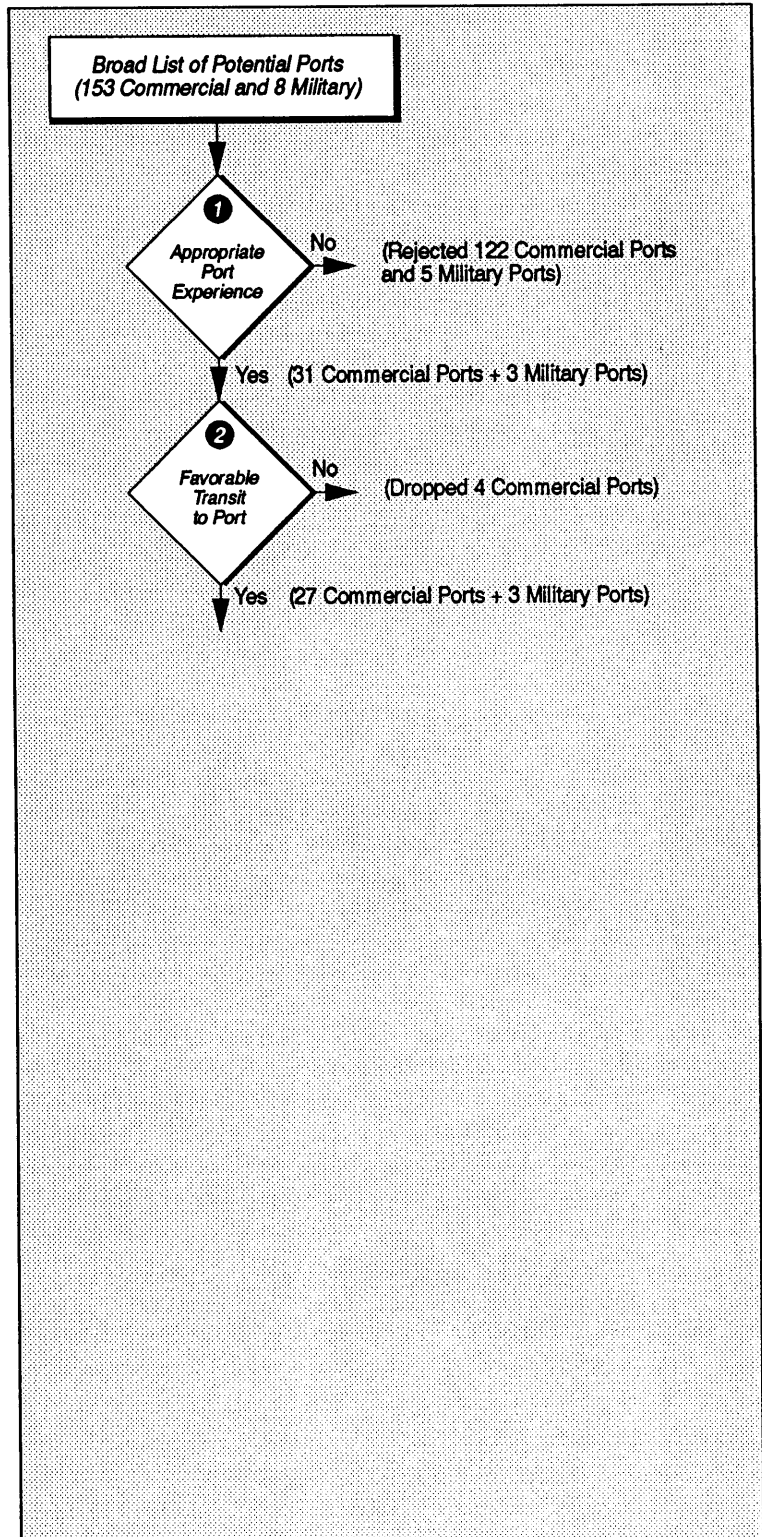 Broad List of Potential Ports
(153 Commercial and 8 Military)
1
Appropriate
Port
Experience
No
(Rejected 122 Commercial Ports
and 5 Military Ports)
Yes (31 Commercial Ports + 3 Military Ports)
2
Favorable
Transit
to Port
No
(Dropped 4 Commercial Ports)
Yes (27 Commercial Ports + 3 Military Ports)